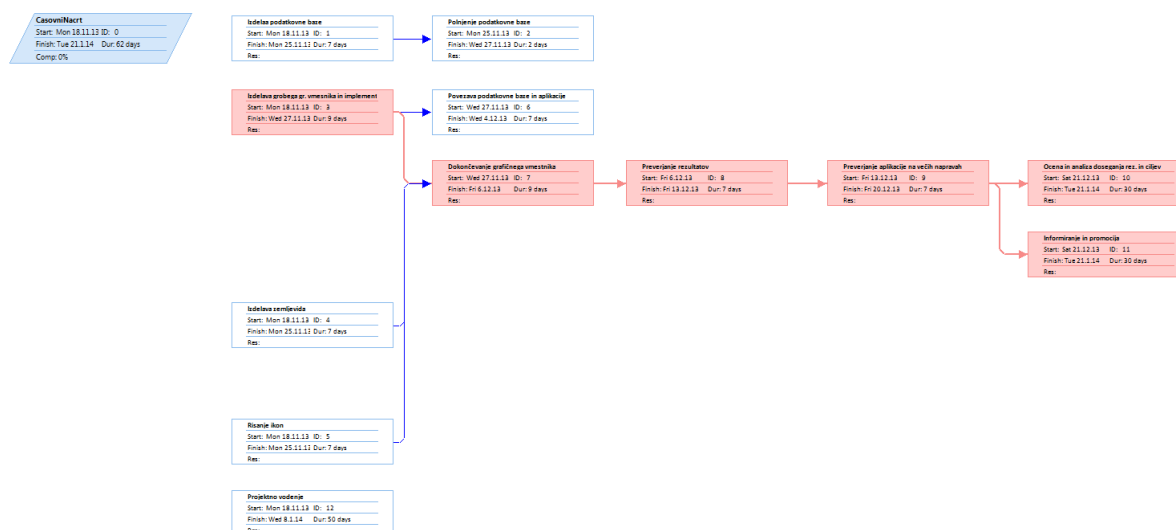 CasovniNacrt
Start: Mon 18.11.13 ID: 0
Finish: Tue 21.1.14 Dur: 62 days
Comp: 0%
Izdelaa podatkovne baze
Start: Mon 18.11.13 ID: 1
Finish: Mon 25.11.13 Dur: 7 days
Res:
Polnjenje podatkovne baze
Start: Mon 25.11.13 ID: 2
Finish: Wed 27.11.13 Dur: 2 days
Res:
Izdelava grobega gr. vmesnika in implement
Start: Mon 18.11.13 ID: 3
Finish: Wed 27.11.13 Dur: 9 days
Res:
Povezava podatkovne baze in aplikacije
Start: Wed 27.11.13 ID: 6
Finish: Wed 4.12.13 Dur: 7 days
Res:
Dokončevanje grafičnega vmestnika
Start: Wed 27.11.13 ID: 7
Finish: Fri 6.12.13 Dur: 9 days
Res:
Preverjanje rezultatov
Start: Fri 6.12.13 ID: 8
Finish: Fri 13.12.13 Dur: 7 days
Res:
Preverjanje aplikacije na večih napravah
Start: Fri 13.12.13 ID: 9
Finish: Fri 20.12.13 Dur: 7 days
Res:
Ocena in analiza doseganja rez. in ciljev
Start: Sat 21.12.13 ID: 10
Finish: Tue 21.1.14 Dur: 30 days
Res:
Informiranje in promocija
Start: Sat 21.12.13 ID: 11
Finish: Tue 21.1.14 Dur: 30 days
Res:
Izdelava zemljevida
Start: Mon 18.11.13 ID: 4
Finish: Mon 25.11.13 Dur: 7 days
Res:
Risanje ikon
Start: Mon 18.11.13 ID: 5
Finish: Mon 25.11.13 Dur: 7 days
Res:
Projektno vodenje
Start: Mon 18.11.13 ID: 12
Finish: Wed 8.1.14 Dur: 50 days
Res: